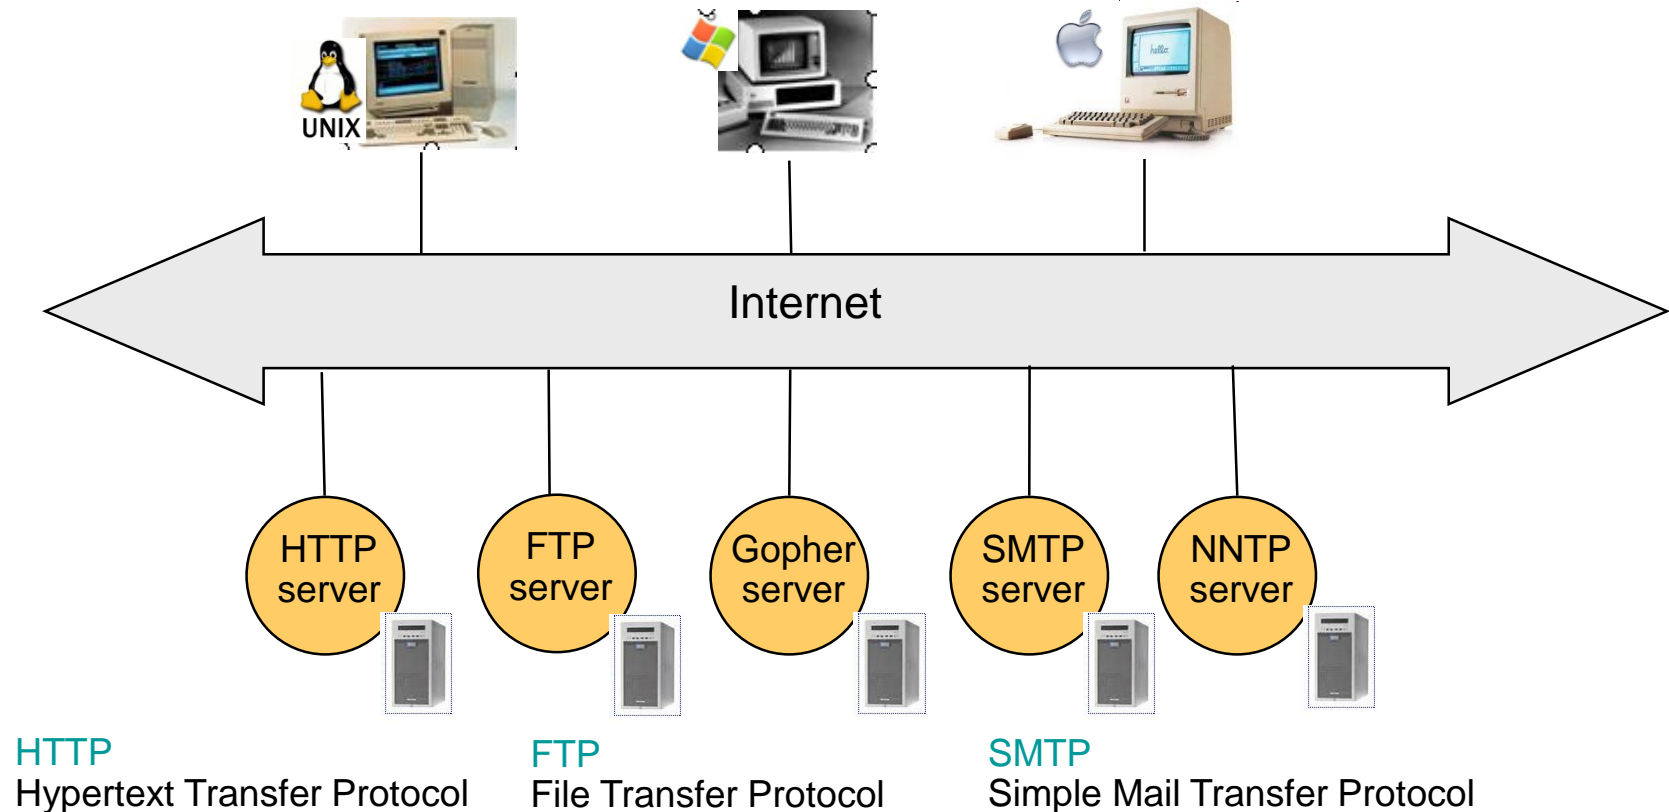 UNIX
hello.
Internet
HTTP
server
FTP
server
Gopher
server
SMTP
server
NNTP
server
HTTP
Hypertext Transfer Protocol
FTP
File Transfer Protocol
SMTP
Simple Mail Transfer Protocol